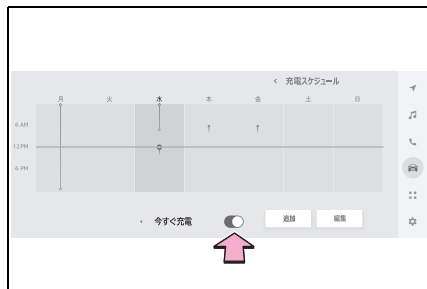 充電スケジュール
月 火 水 木 金 土 日
6 AM
12 PM
6 PM
今すぐ充電 追加 編集